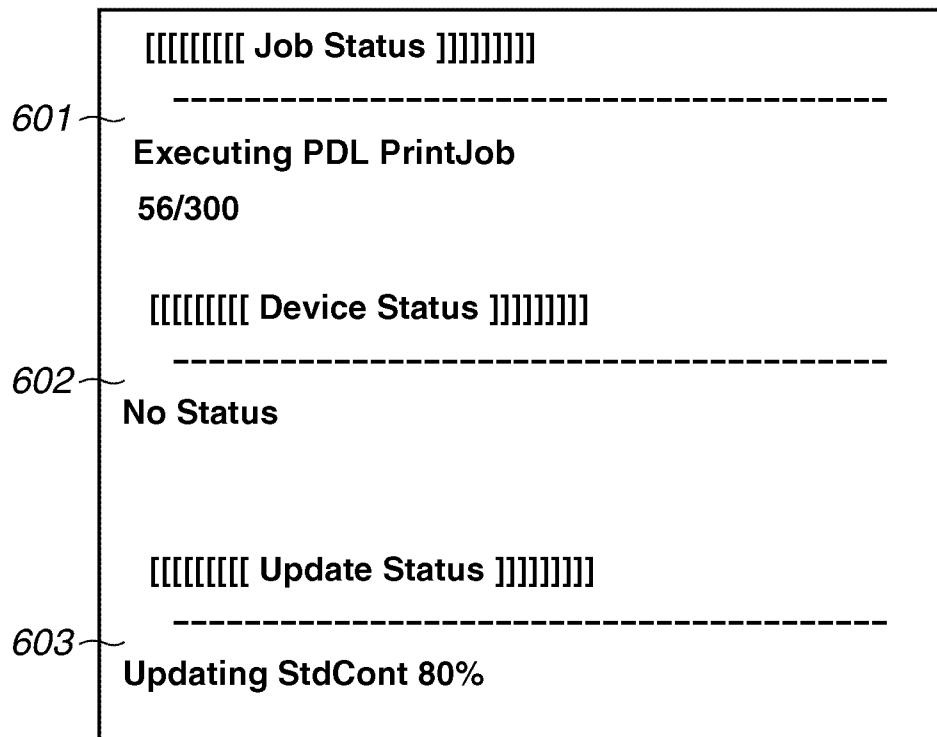 [[[[[[[[[ Job Status ]]]]]]]]]
----------------------------------------
601
Executing PDL PrintJob
56/300
[[[[[[[[[ Device Status ]]]]]]]]]
----------------------------------------
602
No Status
[[[[[[[[[ Update Status ]]]]]]]]]
----------------------------------------
603
Updating StdCont 80%